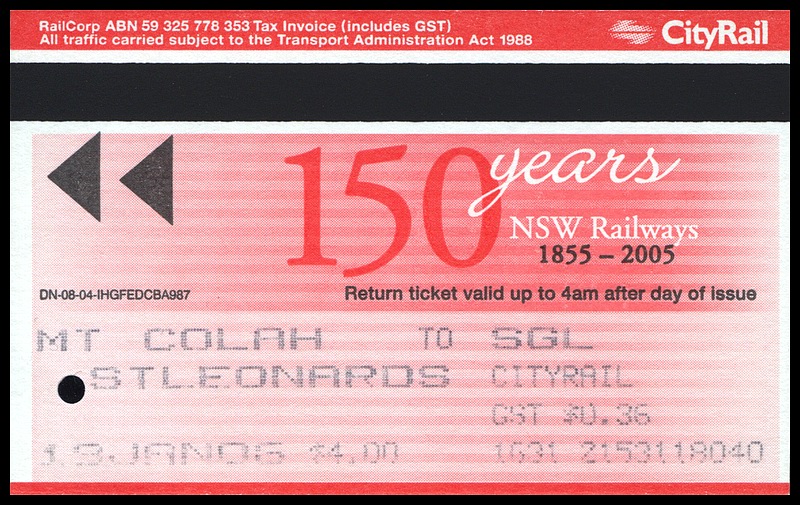 RailCorp ABN 59 325 778 353 Tax Invoice (includes GST)
All traffic carried subject to the Transport Administration Act 1988
CityRail
150 years
NSW Railways
1855 – 2005
DN-08-04-IHGFEDCBA987
Return ticket valid up to 4am after day of issue
MT COLAH TO SGL
STLEONARDS CITYRAIL
GST $0.36
19JAN06 $4.00 1631 2153118040